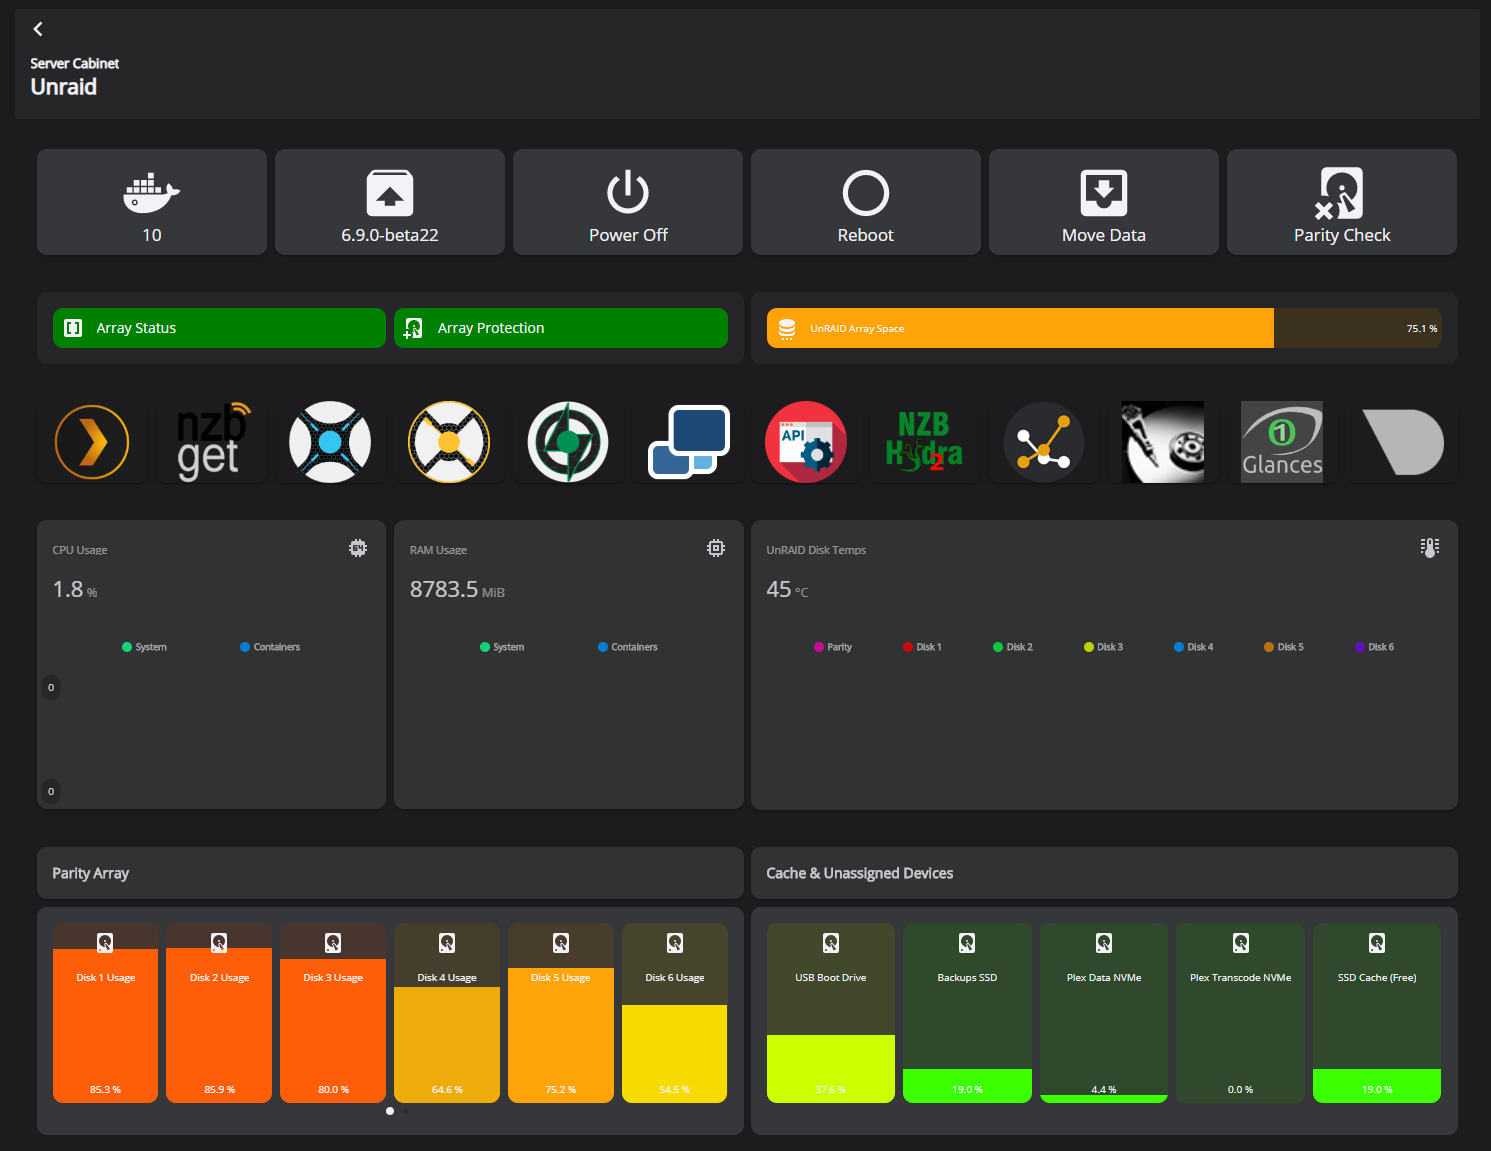 Server Cabinet
Unraid
10
6.9.0-beta22
Power Off
Reboot
Move Data
Parity Check
Array Status
Array Protection
UnRAID Array Space
75.1 %
nzb
get
API
NZB
Hydra
2
1
Glances
CPU Usage
64
1.8 %
System
Containers
0
0
RAM Usage
8783.5 MiB
System
Containers
UnRAID Disk Temps
45 °C
Parity
Disk 1
Disk 2
Disk 3
Disk 4
Disk 5
Disk 6
Parity Array
Cache & Unassigned Devices
Disk 1 Usage
85.3 %
Disk 2 Usage
85.9 %
Disk 3 Usage
80.0 %
Disk 4 Usage
64.6 %
Disk 5 Usage
75.2 %
Disk 6 Usage
54.5 %
USB Boot Drive
37.6 %
Backups SSD
19.0 %
Plex Data NVMe
4.4 %
Plex Transcode NVMe
0.0 %
SSD Cache (Free)
19.0 %